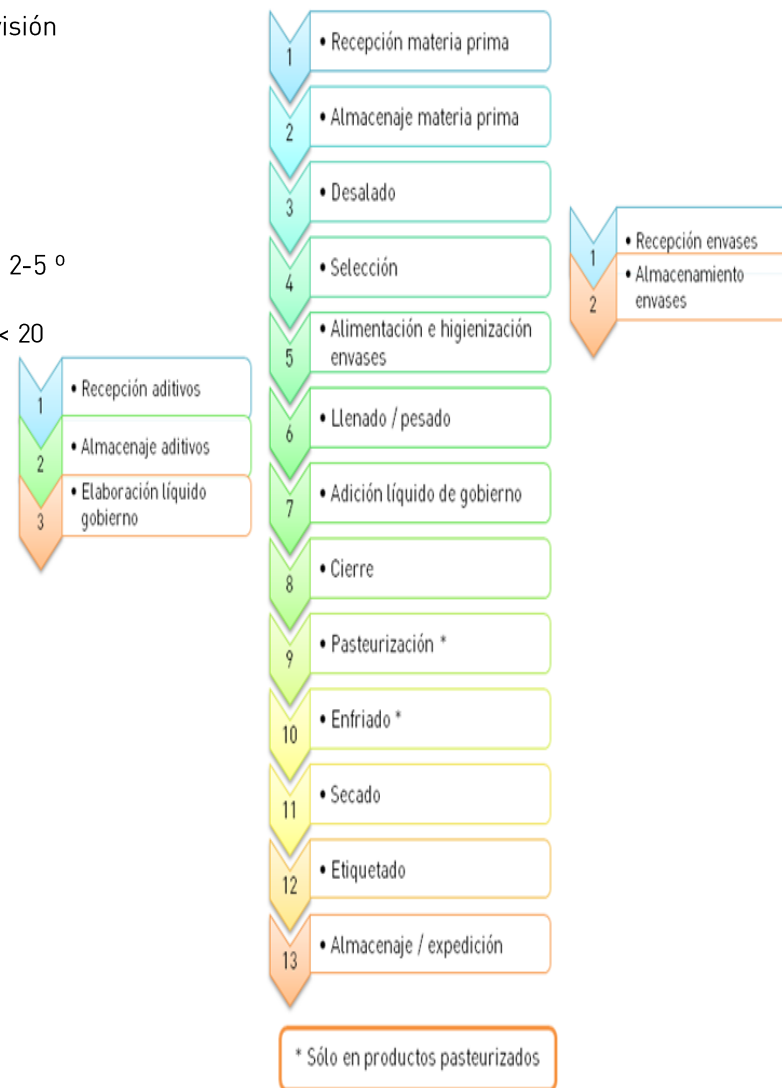 visión
2-5 º
< 20
1
• Recepción aditivos
2
• Almacenaje aditivos
3
• Elaboración líquido
gobierno
1
• Recepción materia prima
2
• Almacenaje materia prima
3
• Desalado
4
• Selección
5
• Alimentación e higienización
envases
6
• Llenado / pesado
7
• Adición líquido de gobierno
8
• Cierre
9
• Pasteurización *
10
• Enfriado *
11
• Secado
12
• Etiquetado
13
• Almacenaje / expedición
1
• Recepción envases
2
• Almacenamiento
envases
* Sólo en productos pasteurizados